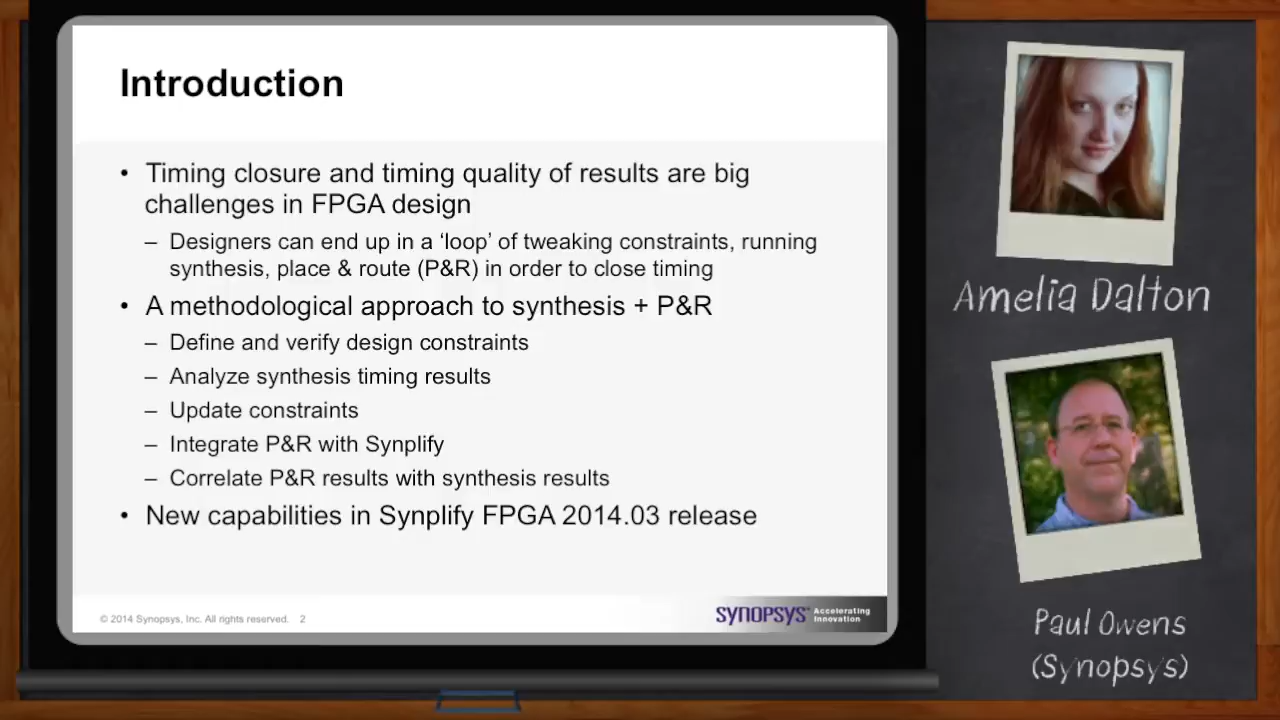 Introduction
• Timing closure and timing quality of results are big
challenges in FPGA design
– Designers can end up in a ‘loop’ of tweaking constraints, running
synthesis, place & route (P&R) in order to close timing
• A methodological approach to synthesis + P&R
– Define and verify design constraints
– Analyze synthesis timing results
– Update constraints
– Integrate P&R with Synplify
– Correlate P&R results with synthesis results
• New capabilities in Synplify FPGA 2014.03 release
© 2014 Synopsys, Inc. All rights reserved. 2
SYNOPSYS®
Accelerating
Innovation
Amelia Dalton
Paul Owens
(Synopsys)